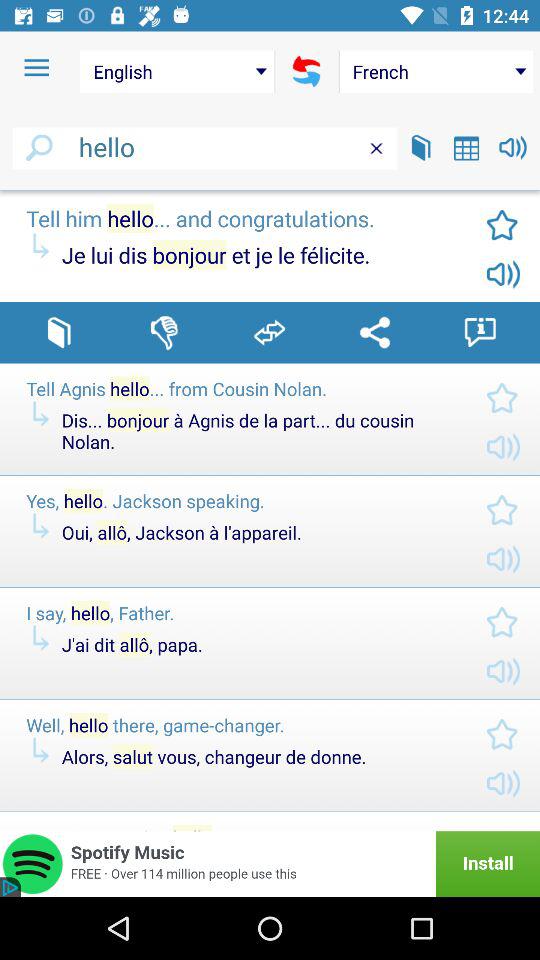 12:44
English
French
hello
Tell him hello... and congratulations.
Je lui dis bonjour et je le félicite.
Tell Agnis hello... from Cousin Nolan.
Dis... bonjour à Agnis de la part... du cousin
Nolan.
Yes, hello. Jackson speaking.
Oui, allô, Jackson à l'appareil.
I say, hello, Father.
J'ai dit allô, papa.
Well, hello there, game-changer.
Alors, salut vous, changeur de donne.
Spotify Music
FREE · Over 114 million people use this
Install